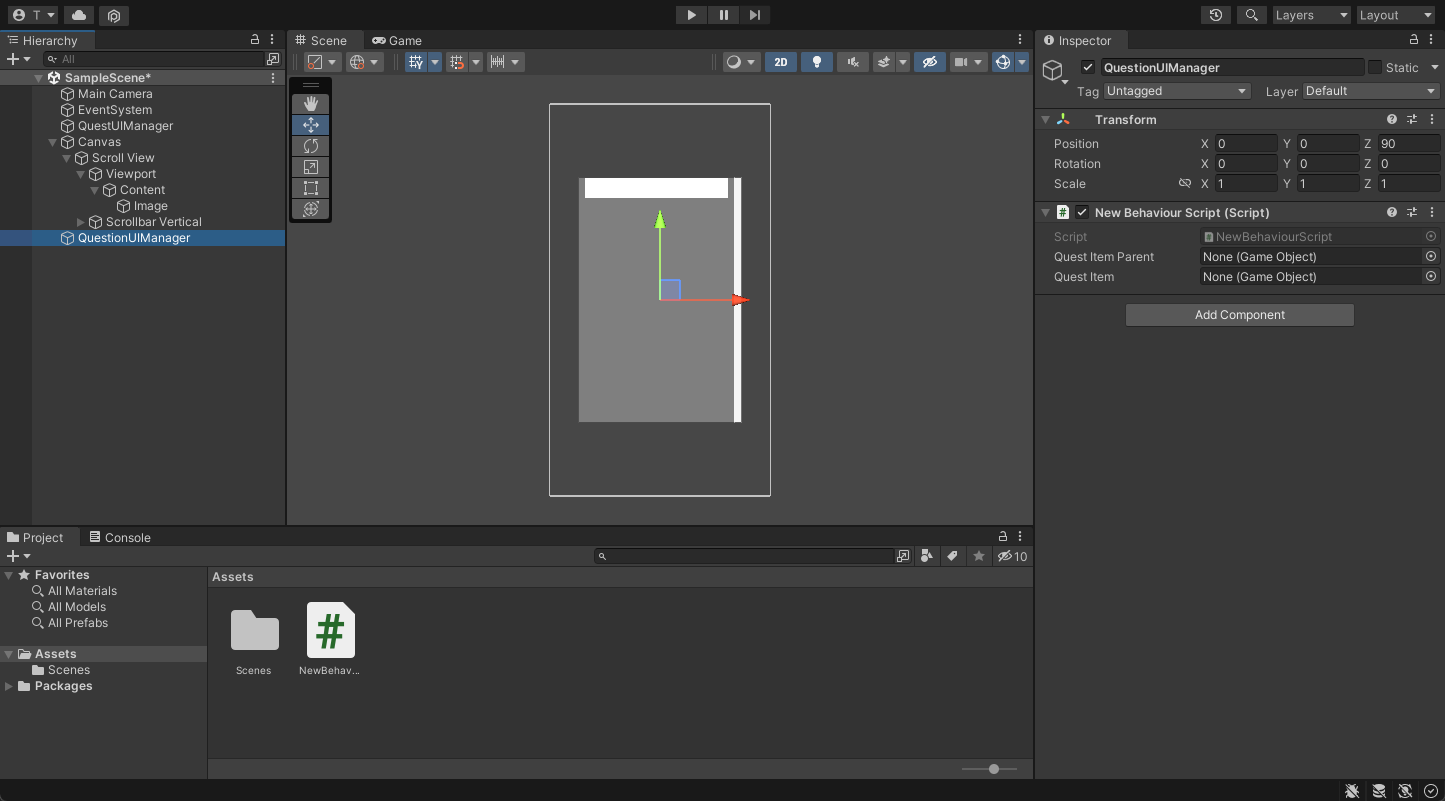 T
Layers
Layout
Hierarchy
All
SampleScene*
Main Camera
EventSystem
QuestUIManager
Canvas
Scroll View
Viewport
Content
Image
Scrollbar Vertical
QuestionUIManager
Scene
Game
2D
Inspector
QuestionUIManager
Static
Tag
Untagged
Layer
Default
Transform
Position X 0 Y 0 Z 90
Rotation X 0 Y 0 Z 0
Scale X 1 Y 1 Z 1
# New Behaviour Script (Script)
Script NewBehaviourScript
Quest Item Parent None (Game Object)
Quest Item None (Game Object)
Add Component
Project
Console
10
Favorites
All Materials
All Models
All Prefabs
Assets
Scenes
Packages
Assets
Scenes
#
NewBehav...